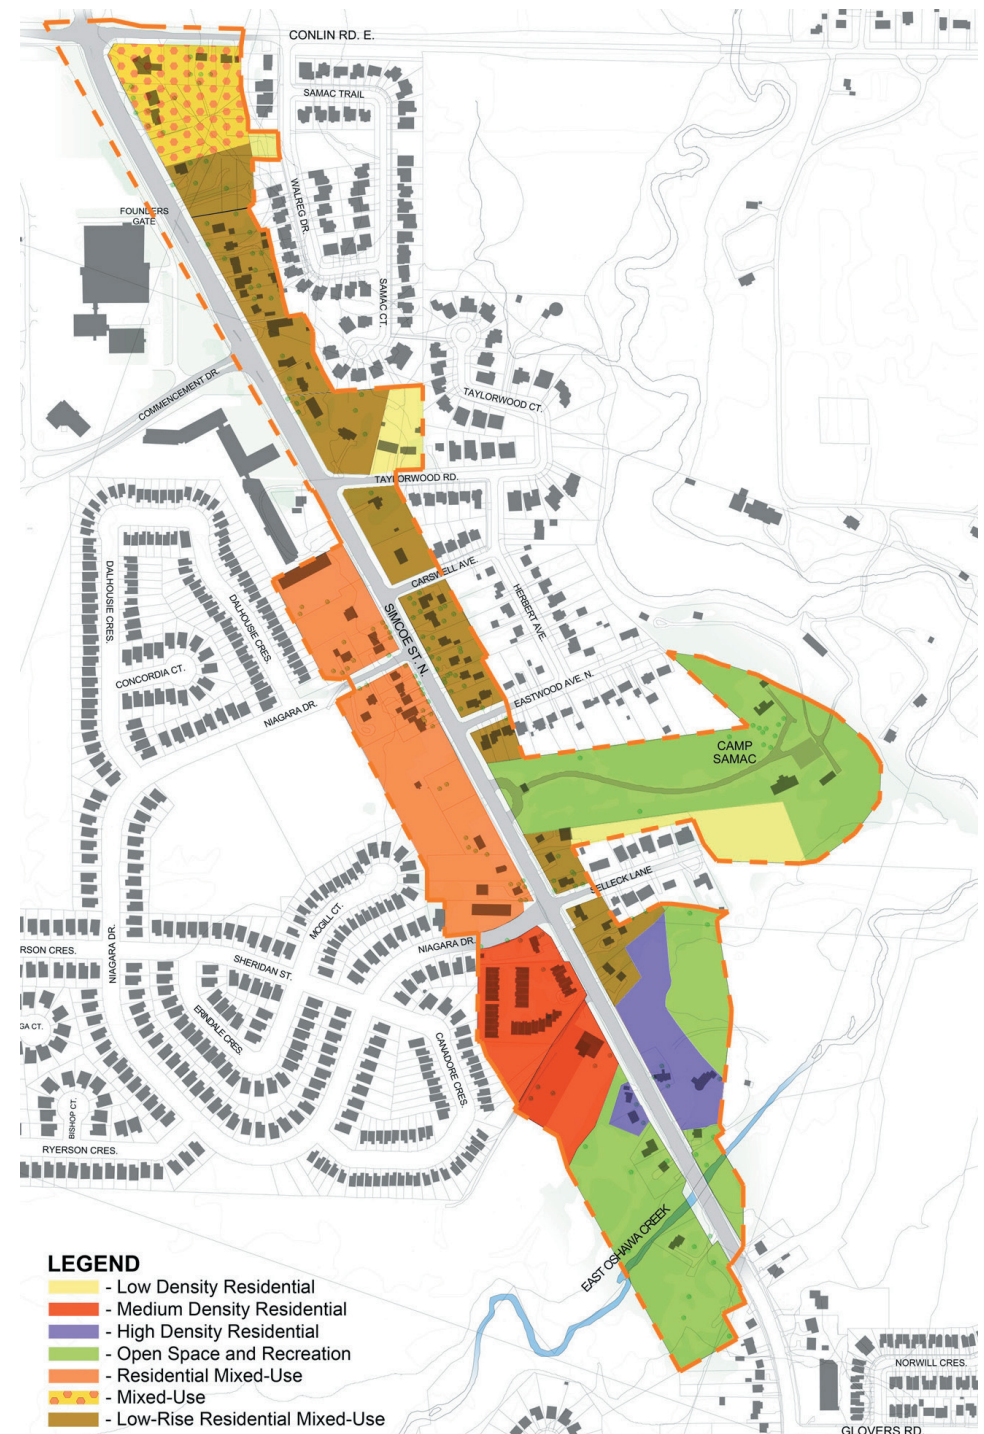 CONLIN RD. E.
SAMAC TRAIL
WALREG DR.
FOUNDERS
GATE
SAMAC CT.
COMMENCEMENT DR.
TAYLORWOOD CT.
TAYLORWOOD RD.
CARSWELL AVE.
DALHOUSIE CRES.
DALHOUSIE CRES.
HERBERT AVE.
SIMCOE ST. N.
CONCORDIA CT.
EASTWOOD AVE. N.
NIAGARA DR.
CAMP
SAMAC
SELLECK LANE
MCGILL CT.
NIAGARA DR.
NIAGARA DR.
RSON CRES.
SHERIDAN ST.
ERINDALE CRES.
GA CT.
CANADORE CRES.
BISHOP CT.
RYERSON CRES.
EAST OSHAWA CREEK
LEGEND
- Low Density Residential
- Medium Density Residential
- High Density Residential
- Open Space and Recreation
- Residential Mixed-Use
- Mixed-Use
- Low-Rise Residential Mixed-Use
NORWILL CRES.
GLOVERS RD.